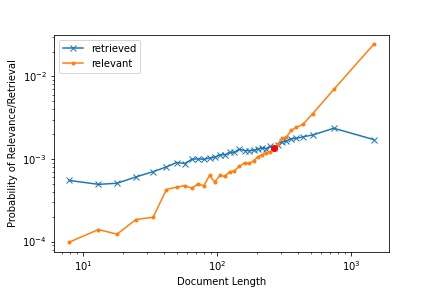 retrieved
relevant
Probability of Relevance/Retrieval
10⁻²
10⁻³
10⁻⁴
10¹
10²
10³
Document Length